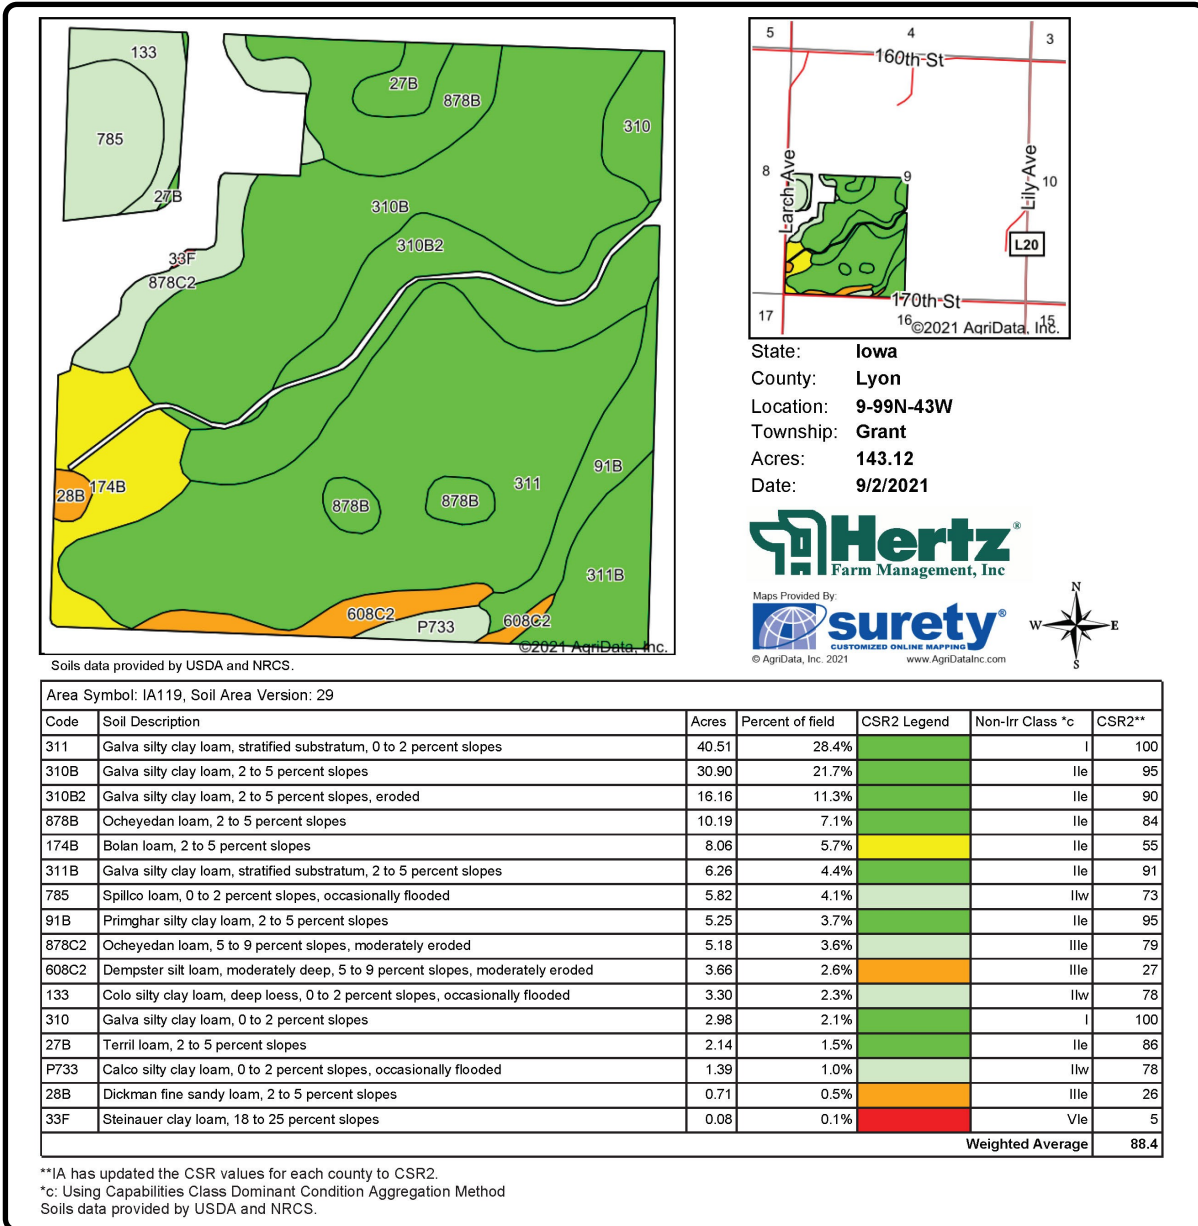 133
785
27B
27B
878B
310
310B
310B2
33F
878C2
28B
174B
878B
878B
311
91B
311B
608C2
P733
608C2
©2021 AgriData, Inc.
Soils data provided by USDA and NRCS.
5
4
3
160th St
Larch Ave
8
9
Lily Ave
10
L20
170th St
17
16
15
©2021 AgriData, Inc.
State: Iowa
County: Lyon
Location: 9-99N-43W
Township: Grant
Acres: 143.12
Date: 9/2/2021
Hertz®
Farm Management, Inc
Maps Provided By:
surety®
CUSTOMIZED ONLINE MAPPING
© AgriData, Inc. 2021 www.AgriDataInc.com
N
W E
S
Area Symbol: IA119, Soil Area Version: 29
Code Soil Description Acres Percent of field CSR2 Legend Non-Irr Class *c CSR2**
311 Galva silty clay loam, stratified substratum, 0 to 2 percent slopes 40.51 28.4% I 100
310B Galva silty clay loam, 2 to 5 percent slopes 30.90 21.7% IIe 95
310B2 Galva silty clay loam, 2 to 5 percent slopes, eroded 16.16 11.3% IIe 90
878B Ocheyedan loam, 2 to 5 percent slopes 10.19 7.1% IIe 84
174B Bolan loam, 2 to 5 percent slopes 8.06 5.7% IIe 55
311B Galva silty clay loam, stratified substratum, 2 to 5 percent slopes 6.26 4.4% IIe 91
785 Spillco loam, 0 to 2 percent slopes, occasionally flooded 5.82 4.1% IIw 73
91B Primghar silty clay loam, 2 to 5 percent slopes 5.25 3.7% IIe 95
878C2 Ocheyedan loam, 5 to 9 percent slopes, moderately eroded 5.18 3.6% IIIe 79
608C2 Dempster silt loam, moderately deep, 5 to 9 percent slopes, moderately eroded 3.66 2.6% IIIe 27
133 Colo silty clay loam, deep loess, 0 to 2 percent slopes, occasionally flooded 3.30 2.3% IIw 78
310 Galva silty clay loam, 0 to 2 percent slopes 2.98 2.1% I 100
27B Terril loam, 2 to 5 percent slopes 2.14 1.5% IIe 86
P733 Calco silty clay loam, 0 to 2 percent slopes, occasionally flooded 1.39 1.0% IIw 78
28B Dickman fine sandy loam, 2 to 5 percent slopes 0.71 0.5% IIIe 26
33F Steinauer clay loam, 18 to 25 percent slopes 0.08 0.1% VIe 5
Weighted Average 88.4
**IA has updated the CSR values for each county to CSR2.
*c: Using Capabilities Class Dominant Condition Aggregation Method
Soils data provided by USDA and NRCS.